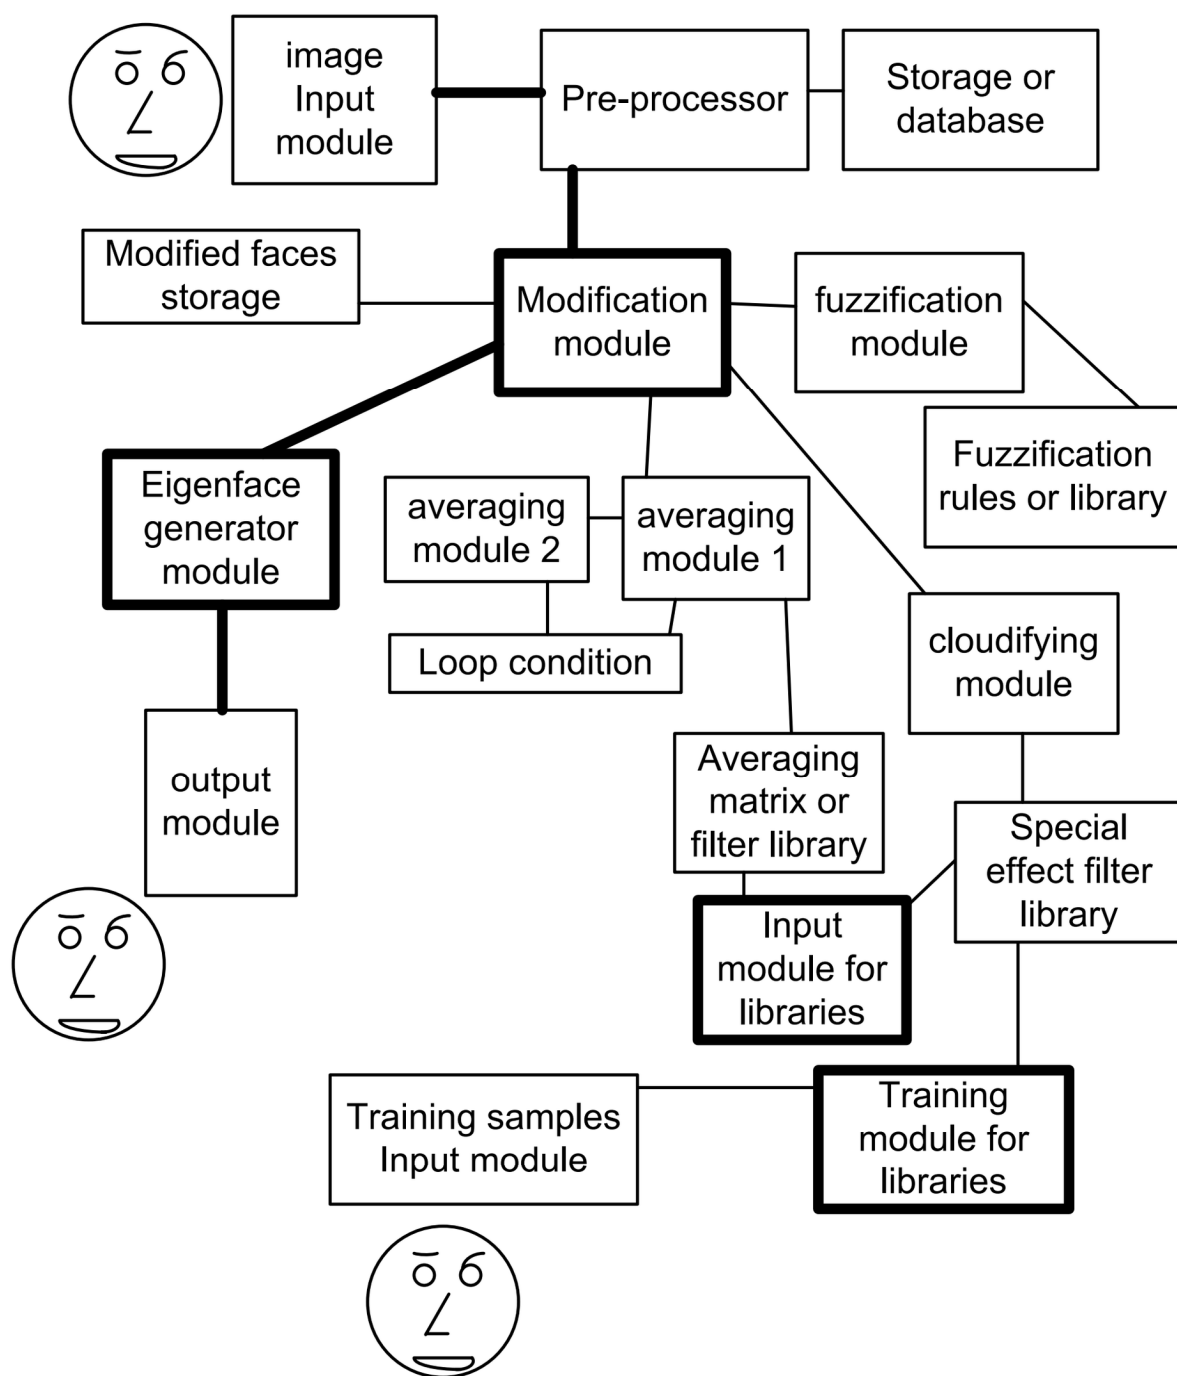 image
Input
module
Pre-processor
Storage or
database
Modified faces
storage
Modification
module
fuzzification
module
Fuzzification
rules or library
Eigenface
generator
module
averaging
module 2
averaging
module 1
Loop condition
cloudifying
module
output
module
Averaging
matrix or
filter library
Special
effect filter
library
Input
module for
libraries
Training samples
Input module
Training
module for
libraries